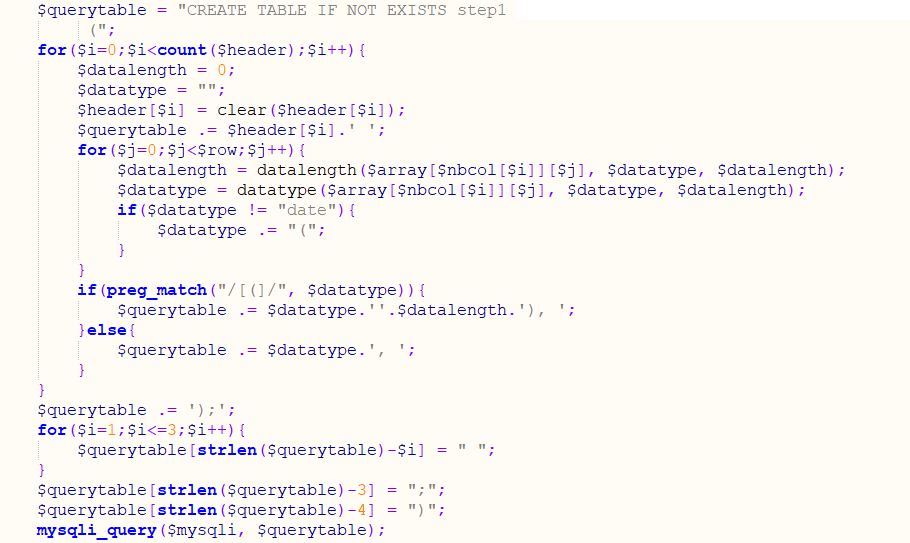 $querytable = "CREATE TABLE IF NOT EXISTS step1
(";
for($i=0;$i<count($header);$i++){
$datalength = 0;
$datatype = "";
$header[$i] = clear($header[$i]);
$querytable .= $header[$i].' ';
for($j=0;$j<$row;$j++){
$datalength = datalength($array[$nbcol[$i]][$j], $datatype, $datalength);
$datatype = datatype($array[$nbcol[$i]][$j], $datatype, $datalength);
if($datatype != "date"){
$datatype .= "(";
}
}
if(preg_match("/[(]/", $datatype)){
$querytable .= $datatype.''.$datalength.'), ';
}else{
$querytable .= $datatype.', ';
}
}
$querytable .= ');';
for($i=1;$i<=3;$i++){
$querytable[strlen($querytable)-$i] = " ";
}
$querytable[strlen($querytable)-3] = ";";
$querytable[strlen($querytable)-4] = ")";
mysqli_query($mysqli, $querytable);